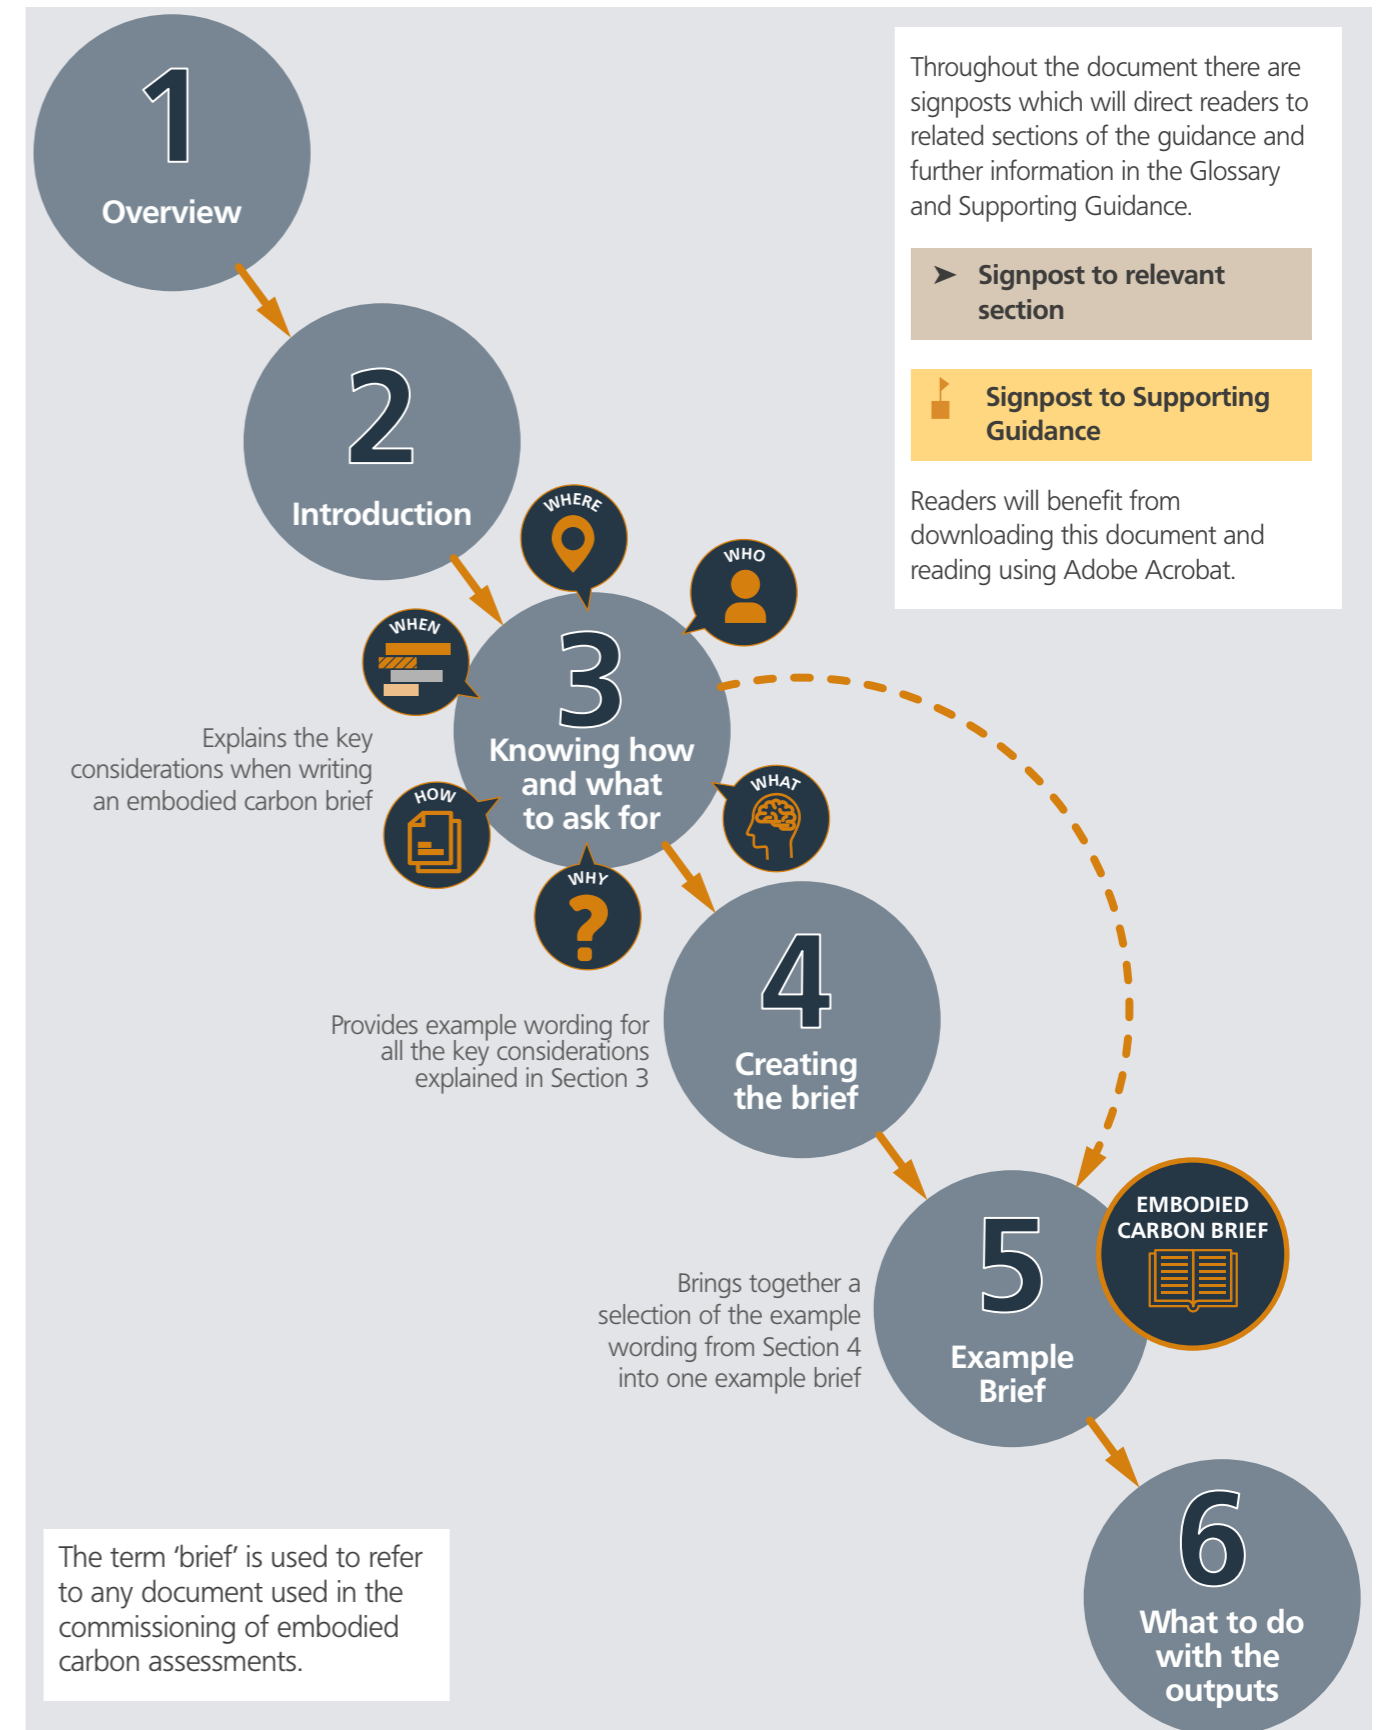 1
Overview
Throughout the document there are
signposts which will direct readers to
related sections of the guidance and
further information in the Glossary
and Supporting Guidance.
Signpost to relevant
section
Signpost to Supporting
Guidance
Readers will benefit from
downloading this document and
reading using Adobe Acrobat.
2
Introduction
WHERE
WHO
WHEN
3
Knowing how
and what
to ask for
Explains the key
considerations when writing
an embodied carbon brief
HOW
WHAT
WHY
?
4
Creating
the brief
Provides example wording for
all the key considerations
explained in Section 3
5
Example
Brief
EMBODIED
CARBON BRIEF
Brings together a
selection of the example
wording from Section 4
into one example brief
6
What to do
with the
outputs
The term ‘brief’ is used to refer
to any document used in the
commissioning of embodied
carbon assessments.